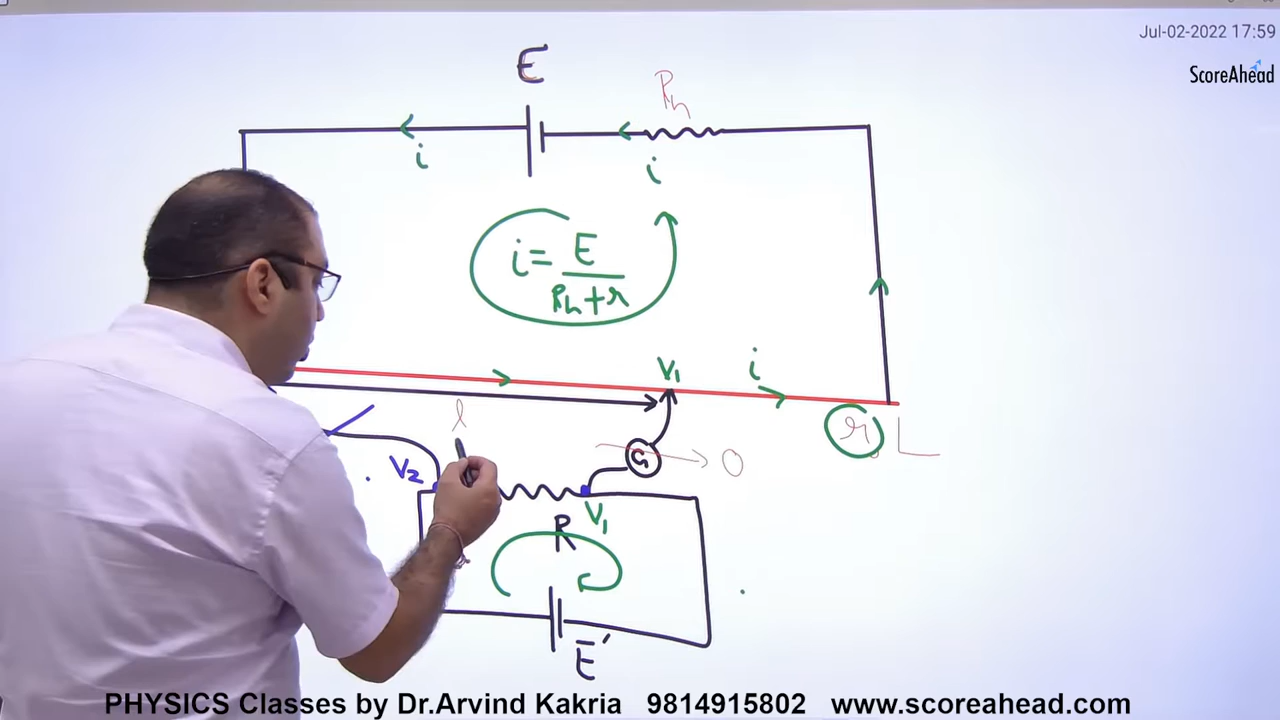 Jul-02-2022 17:59
ScoreAhead
E
Rh
i
i
i = E
Rh+r
V1
i
l
r, L
G
0
V2
V1
R
E'
PHYSICS Classes by Dr.Arvind Kakria 9814915802 www.scoreahead.com